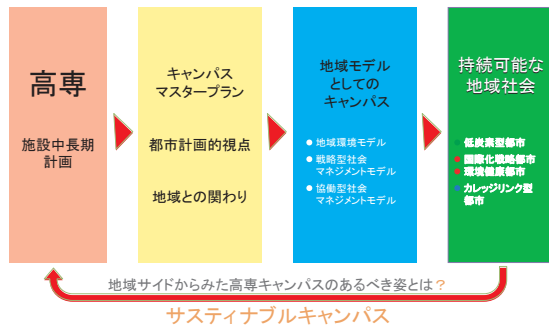 高専
施設中長期
計画
キャンパス
マスタープラン
都市計画的視点
地域との関わり
地域モデル
としての
キャンパス
● 地域環境モデル
● 戦略型社会
マネジメントモデル
● 協働型社会
マネジメントモデル
持続可能な
地域社会
● 低炭素型都市
● 国際化戦略都市
● 環境健康都市
● カレッジリンク型
都市
地域サイドからみた高専キャンパスのあるべき姿とは?
サスティナブルキャンパス